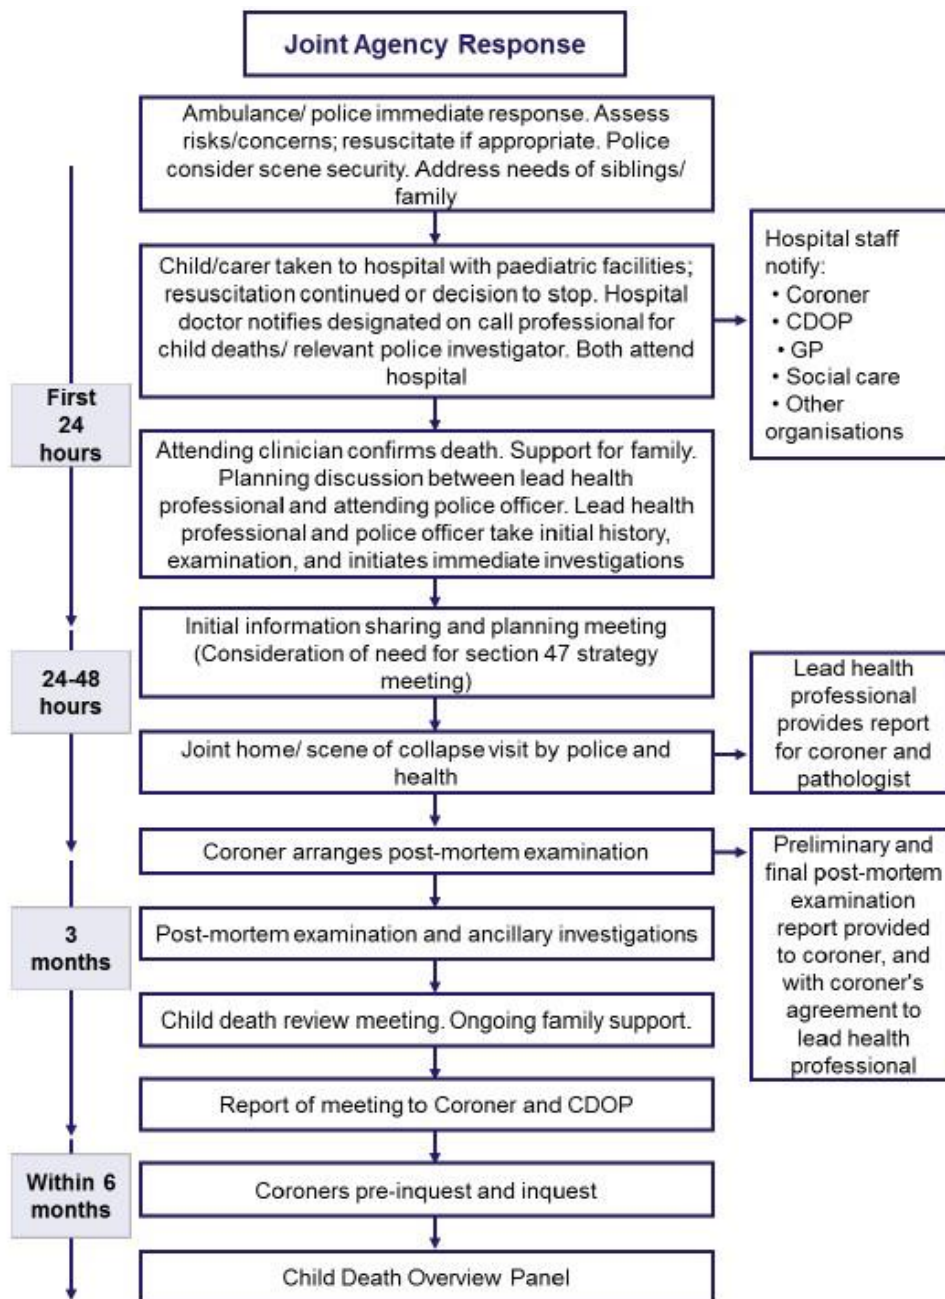 Joint Agency Response
Ambulance/ police immediate response. Assess
risks/concerns; resuscitate if appropriate. Police
consider scene security. Address needs of siblings/
family
Child/carer taken to hospital with paediatric facilities;
resuscitation continued or decision to stop. Hospital
doctor notifies designated on call professional for
child deaths/ relevant police investigator. Both attend
hospital
Hospital staff
notify:
• Coroner
• CDOP
• GP
• Social care
• Other
organisations
First
24
hours
Attending clinician confirms death. Support for family.
Planning discussion between lead health
professional and attending police officer. Lead health
professional and police officer take initial history,
examination, and initiates immediate investigations
Initial information sharing and planning meeting
(Consideration of need for section 47 strategy
meeting)
24-48
hours
Joint home/ scene of collapse visit by police and
health
Lead health
professional
provides report
for coroner and
pathologist
Coroner arranges post-mortem examination
Preliminary and
final post-mortem
examination
report provided
to coroner, and
with coroner's
agreement to
lead health
professional
3
months
Post-mortem examination and ancillary investigations
Child death review meeting. Ongoing family support.
Report of meeting to Coroner and CDOP
Within 6
months
Coroners pre-inquest and inquest
Child Death Overview Panel